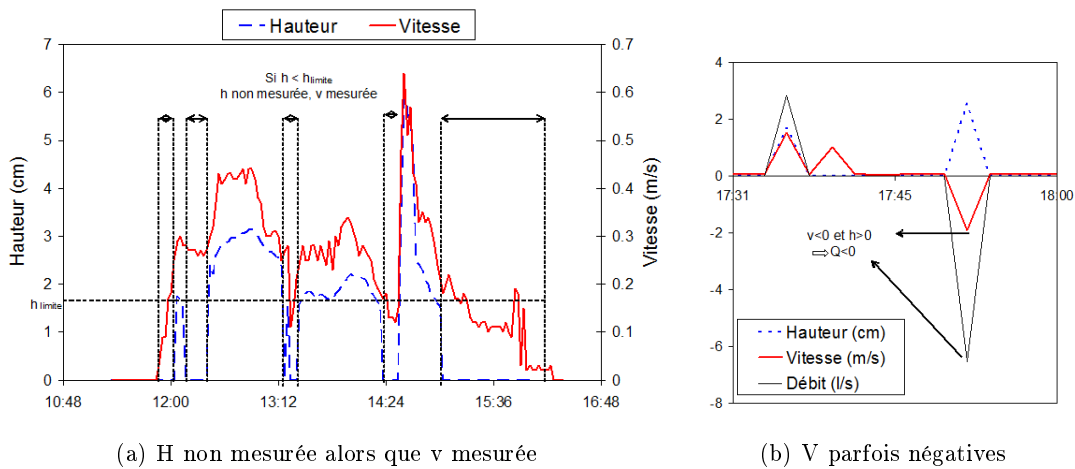 Hauteur Vitesse
7
6
5
4
3
2
1
0
Hauteur (cm)
h limite
Si h < h limite
h non mesurée, v mesurée
0.7
0.6
0.5
0.4
0.3
0.2
0.1
0
Vitesse (m/s)
10:48 12:00 13:12 14:24 15:36 16:48
(a) H non mesurée alors que v mesurée
4
2
0
-2
-4
-6
-8
17:31 17:45 18:00
v<0 et h>0
⇨Q<0
Hauteur (cm)
Vitesse (m/s)
Débit (l/s)
(b) V parfois négatives